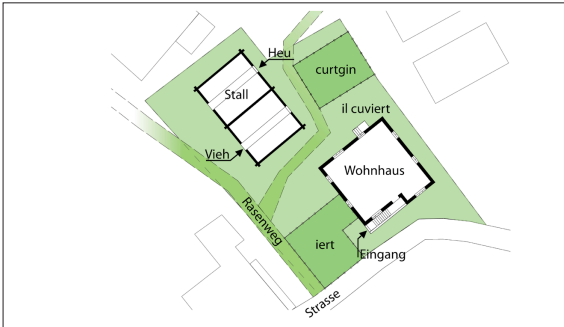 Heu
curtgin
Stall
il cuviert
Vieh
Wohnhaus
Rasenweg
iert
Eingang
Strasse